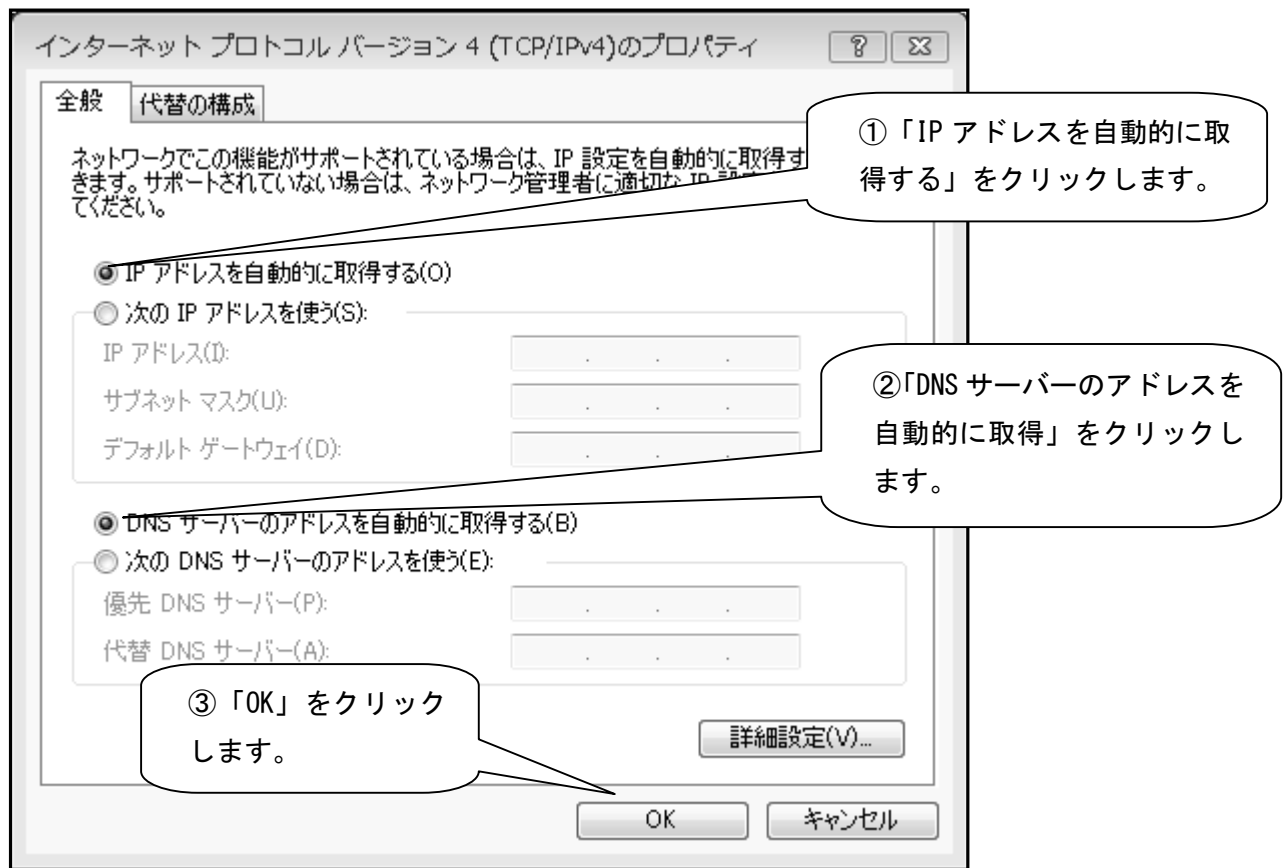 インターネット プロトコル バージョン 4 (TCP/IPv4)のプロパティ
全般
代替の構成
ネットワークでこの機能がサポートされている場合は、IP 設定を自動的に取得す
きます。サポートされていない場合は、ネットワーク管理者に適切な IP 設定
てください。
①「IP アドレスを自動的に取
得する」をクリックします。
IP アドレスを自動的に取得する(O)
次の IP アドレスを使う(S):
IP アドレス(I):
サブネット マスク(U):
デフォルト ゲートウェイ(D):
②「DNS サーバーのアドレスを
自動的に取得」をクリックし
ます。
DNS サーバーのアドレスを自動的に取得する(B)
次の DNS サーバーのアドレスを使う(E):
優先 DNS サーバー(P):
代替 DNS サーバー(A):
③「OK」をクリック
します。
詳細設定(V)...
OK
キャンセル